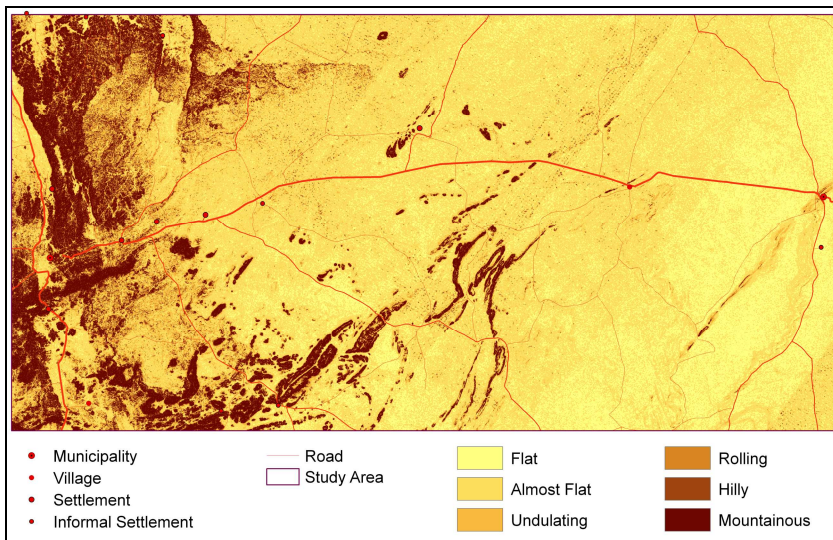 Municipality
Village
Settlement
Informal Settlement
Road
Study Area
Flat
Almost Flat
Undulating
Rolling
Hilly
Mountainous